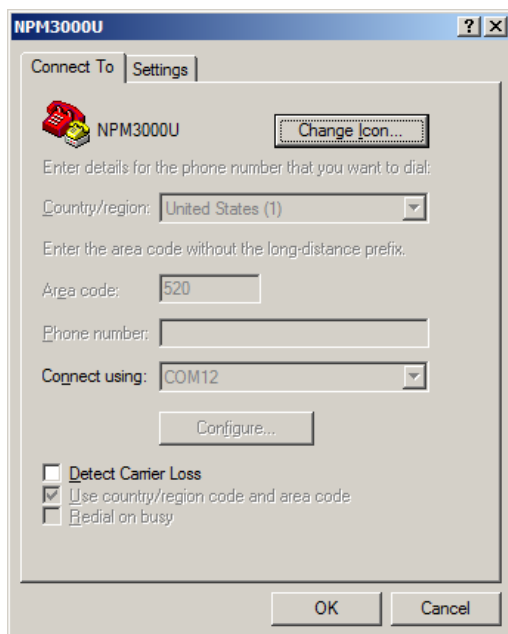 NPM3000U
Connect To Settings
NPM3000U Change Icon...
Enter details for the phone number that you want to dial:
Country/region: United States (1)
Enter the area code without the long-distance prefix.
Area code: 520
Phone number:
Connect using: COM12
Configure...
Detect Carrier Loss
Use country/region code and area code
Redial on busy
OK Cancel